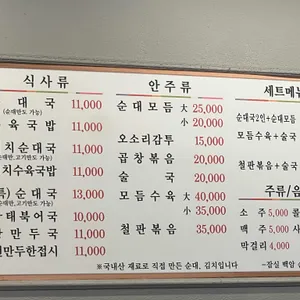 식사류
대 국 11,000
(순대만도 가능)
육국밥 11,000
치순대국 11,000
순대만,고기만도 가능)
치수육국밥 11,000
특) 순대국 13,000
태북어국 10,000
만두국 11,000
만두한접시 11,000
안주류
순대모듬 大 25,000
小 20,000
오소리감투 15,000
곱창볶음 20,000
술국 20,000
모듬수육 大 40,000
小 35,000
철판볶음 35,000
※국내산 재료로 직접 만든 순대, 김치입니다
세트메뉴
순대국2인+순대모듬
모듬수육+술국
철판볶음+술국
주류/음
소주 5,000
맥주 5,000
막걸리 4,000
-잠실 백암